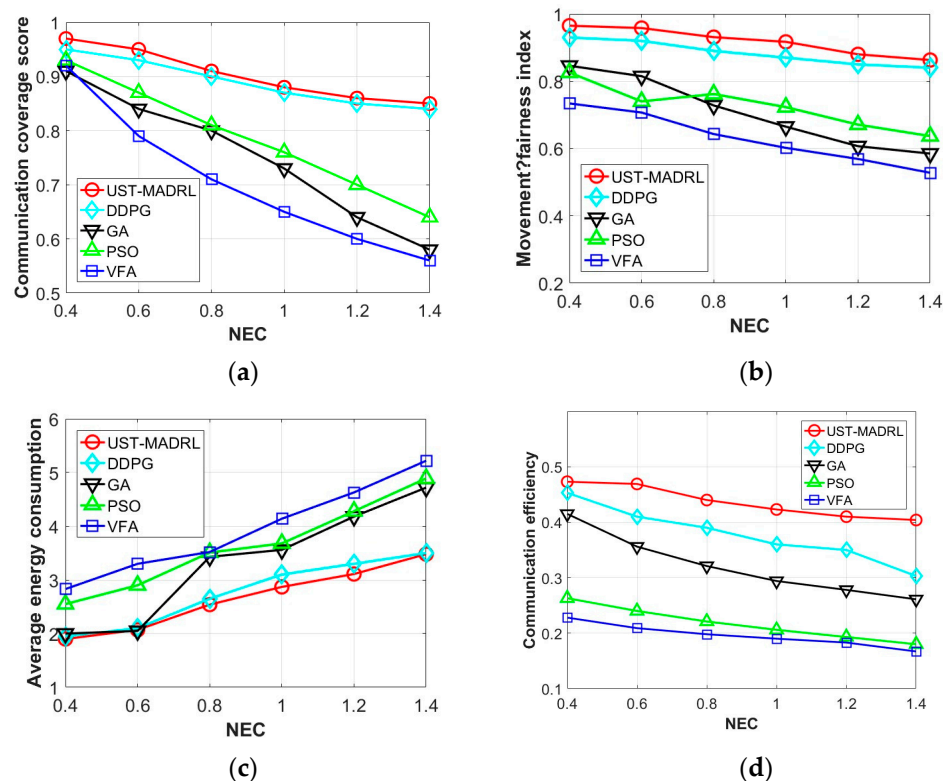 Communication coverage score
1
0.9
0.8
0.7
0.6
0.5
UST-MADRL
DDPG
GA
PSO
VFA
0.4 0.6 0.8 1 1.2 1.4
NEC
(a)
Movement?fairness index
1
0.8
0.6
0.4
0.2
UST-MADRL
DDPG
GA
PSO
VFA
0.4 0.6 0.8 1 1.2 1.4
NEC
(b)
Average energy consumption
6
5
4
3
2
1
UST-MADRL
DDPG
GA
PSO
VFA
0.4 0.6 0.8 1 1.2 1.4
NEC
(c)
Communication efficiency
0.5
0.4
0.3
0.2
0.1
UST-MADRL
DDPG
GA
PSO
VFA
0.4 0.6 0.8 1 1.2 1.4
NEC
(d)